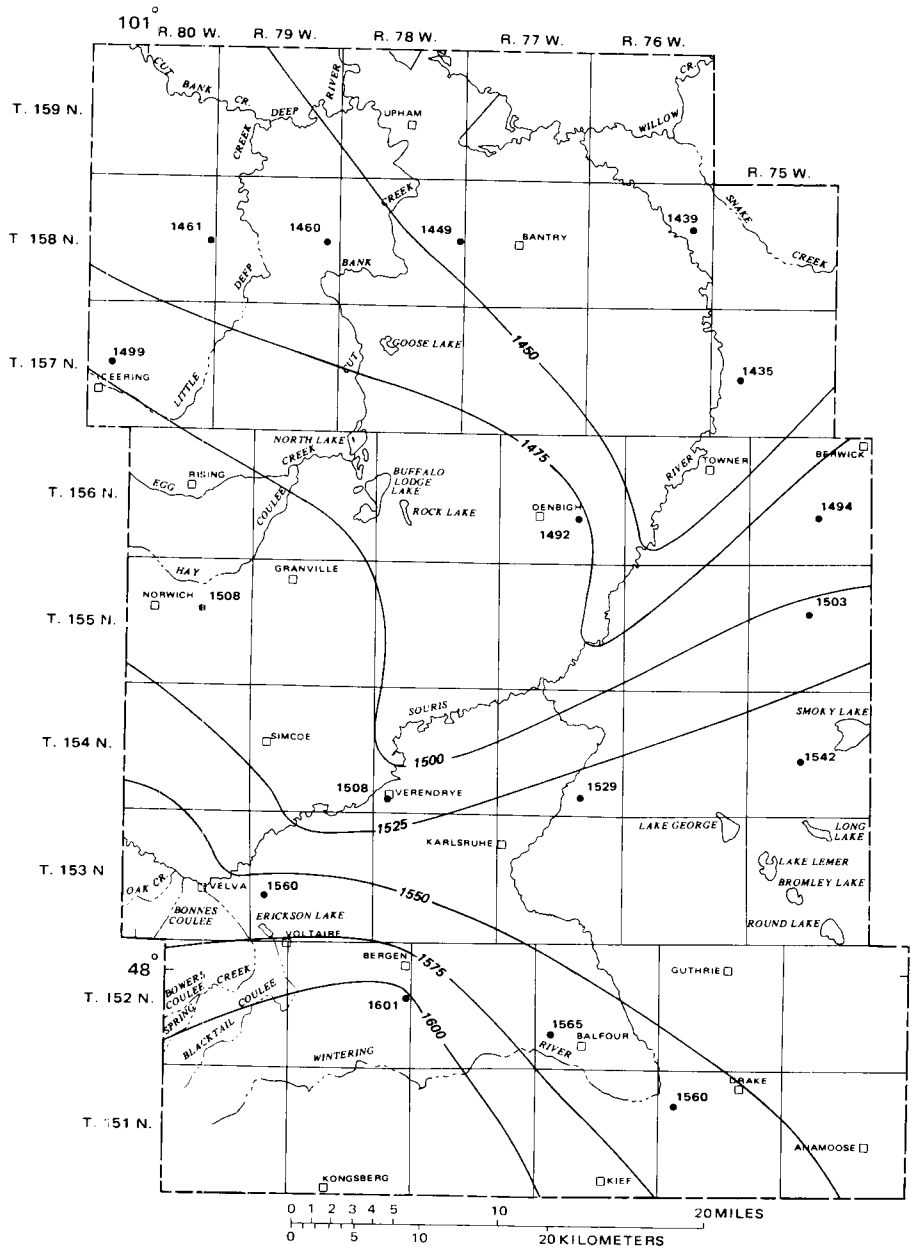 101°
R. 80 W. R. 79 W. R. 78 W. R. 77 W. R. 76 W.
T. 159 N.
CUT BANK CR.
DEEP RIVER
CREEK
UPHAM
WILLOW CR.
R. 75 W.
SNAKE CREEK
T 158 N.
1461
1460
CREEK
1449
BANTRY
1439
DEEP
BANK
T. 157 N.
1499
ICEERING
LITTLE
CUT
GOOSE LAKE
1450
1435
T. 156 N.
NORTH LAKE
CREEK
RISING
EGG
COULEE
BUFFALO
LODGE
LAKE
ROCK LAKE
1475
DENBIGH
1492
RIVER
TOWNER
BERWICK
1494
T. 155 N.
HAY
GRANVILLE
NORWICH
1508
1503
T. 154 N.
SOURIS
SIMCOE
1500
SMOKY LAKE
1542
1508
VERENDRYE
1529
1525
T. 153 N
KARLSRUHE
LAKE GEORGE
LONG
LAKE
LAKE LEMER
BROMLEY LAKE
ROUND LAKE
OAK CR.
VELVA
1560
1550
BONNES
COULEE
ERICKSON LAKE
VOLTAIRE
48°
BERGEN
1575
GUTHRIE
T. 152 N.
BOWERS
COULEE
SPRING CREEK
BLACKTAIL COULEE
1601
1600
1565
BALFOUR
WINTERING RIVER
DRAKE
1560
T. 151 N.
ANAMOOSE
KONGSBERG
KIEF
0 1 2 3 4 5 10 20 MILES
0 5 10 20 KILOMETERS